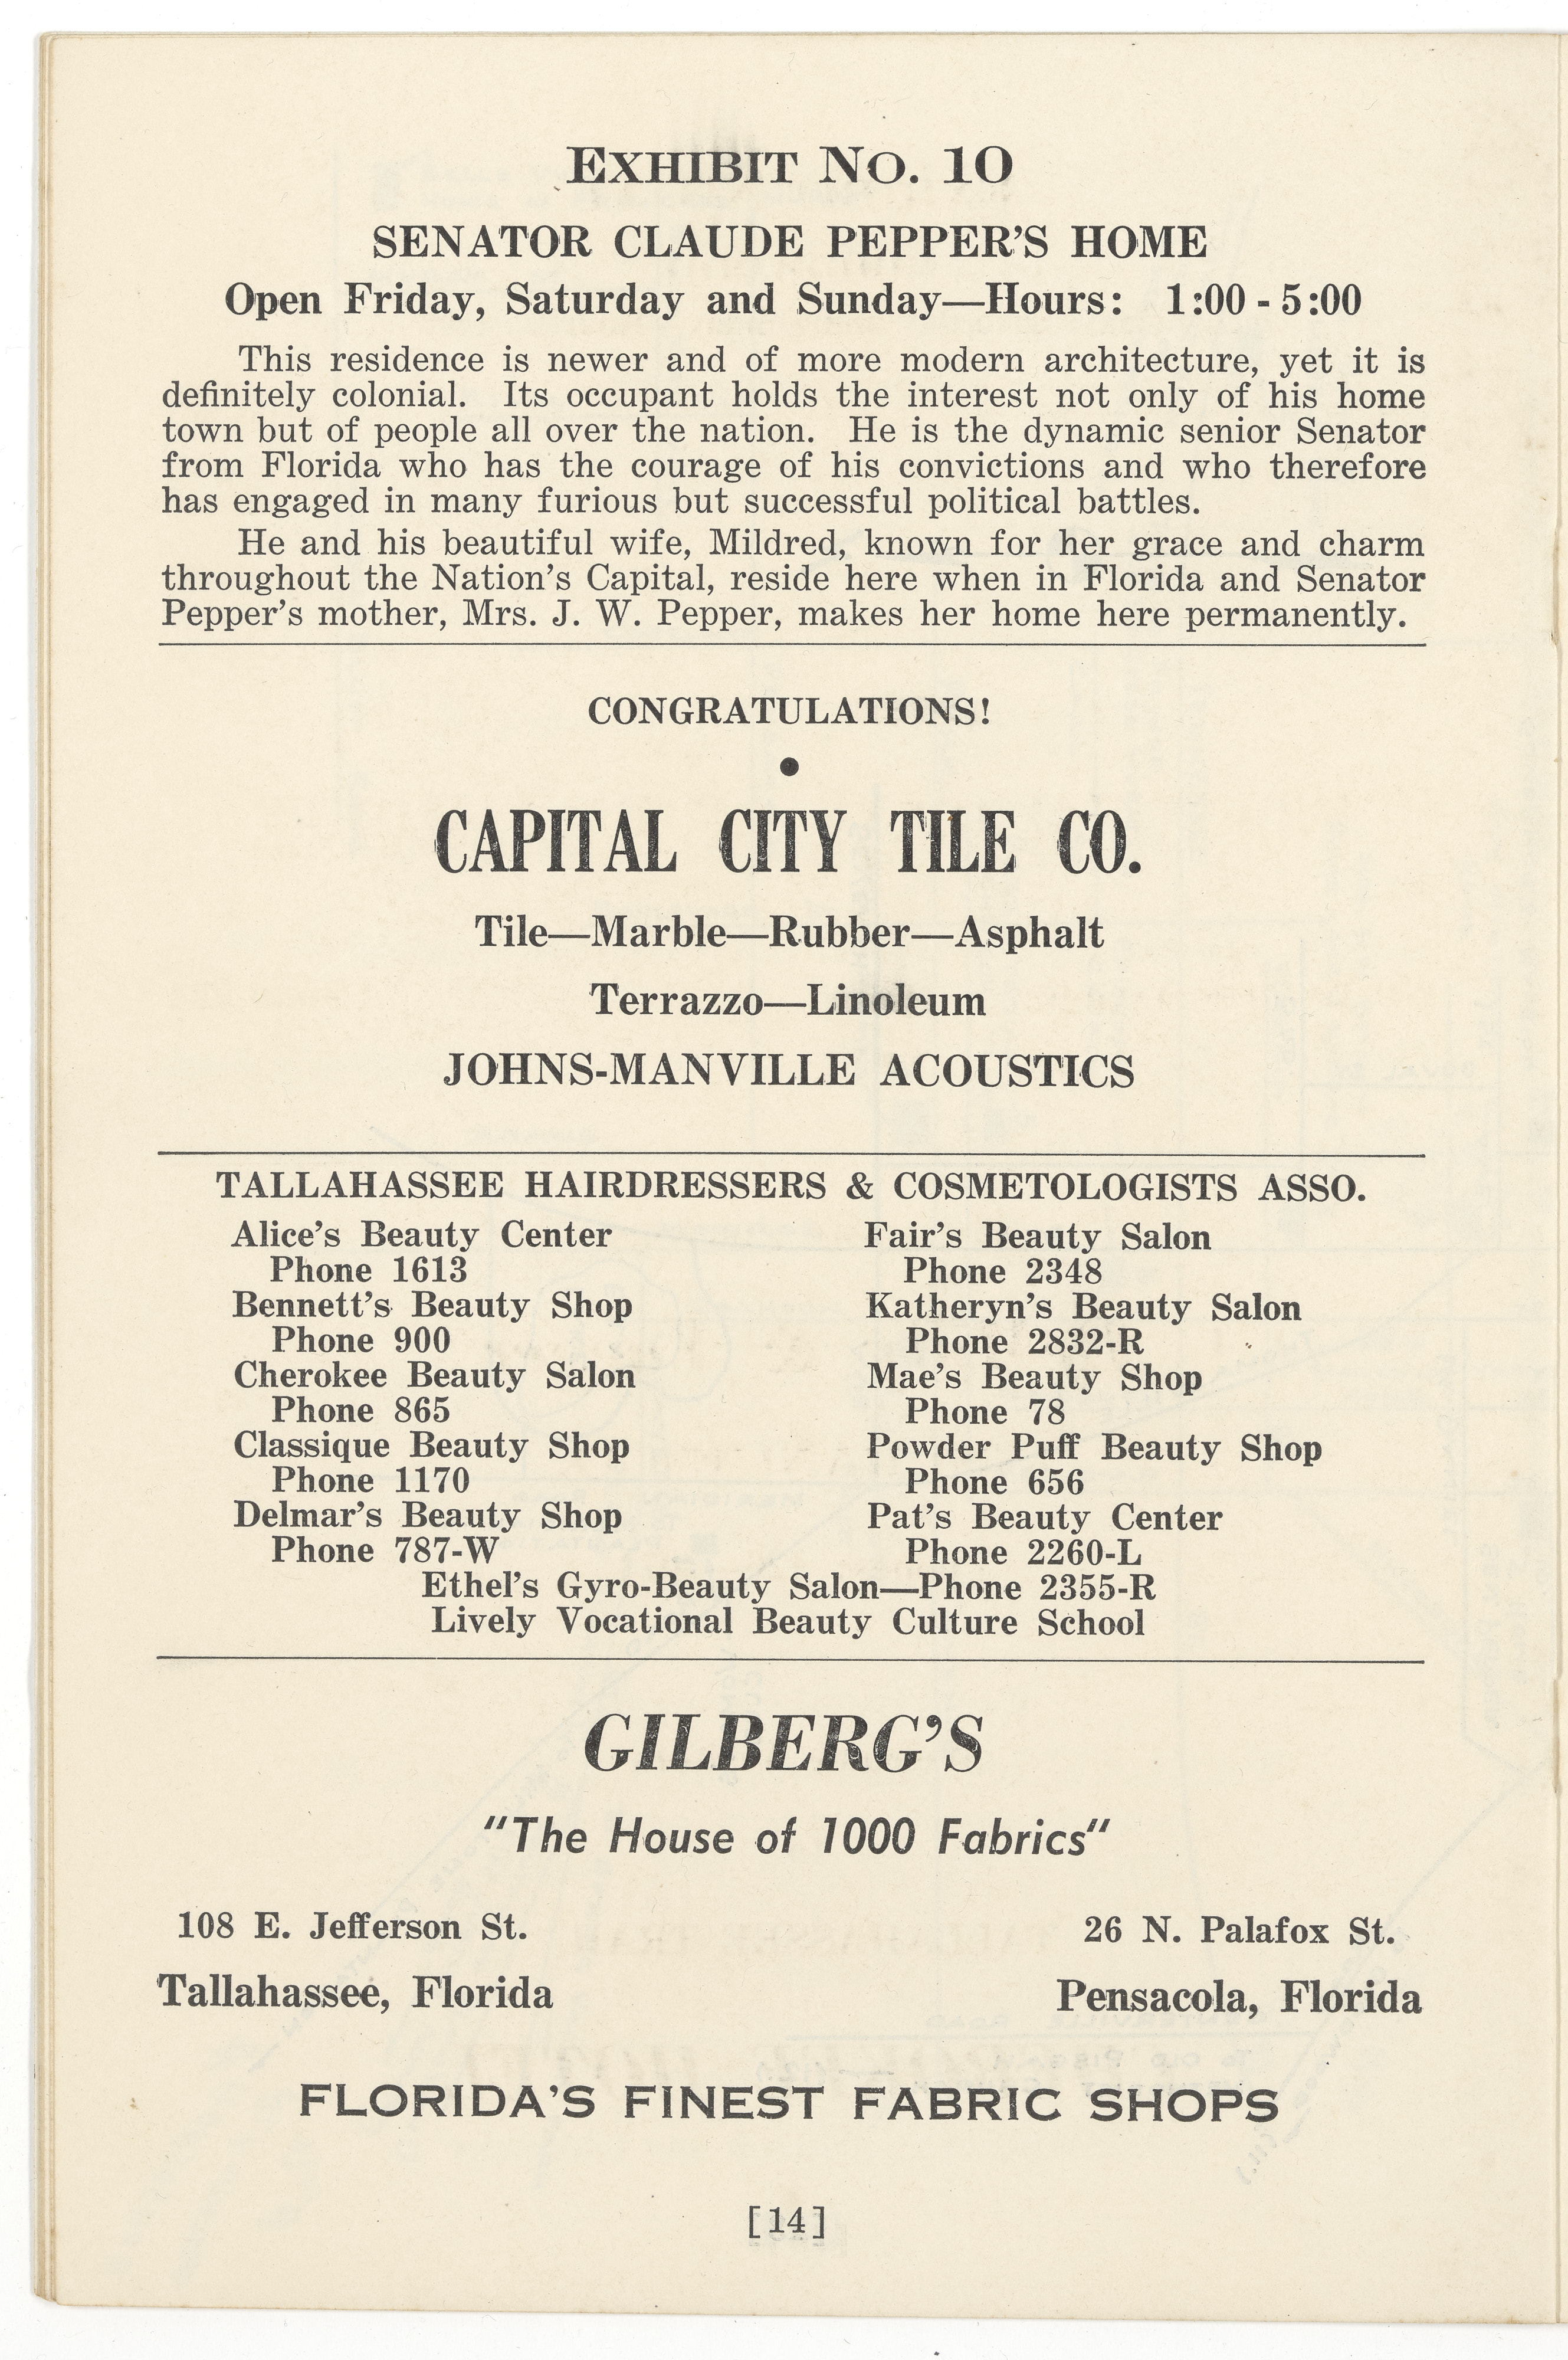 EXHIBIT NO. 10
SENATOR CLAUDE PEPPER'S HOME
Open Friday, Saturday and Sunday—Hours: 1:00 - 5:00
This residence is newer and of more modern architecture, yet it is
definitely colonial. Its occupant holds the interest not only of his home
town but of people all over the nation. He is the dynamic senior Senator
from Florida who has the courage of his convictions and who therefore
has engaged in many furious but successful political battles.
He and his beautiful wife, Mildred, known for her grace and charm
throughout the Nation's Capital, reside here when in Florida and Senator
Pepper's mother, Mrs. J. W. Pepper, makes her home here permanently.
CONGRATULATIONS!
●
CAPITAL CITY TILE CO.
Tile—Marble—Rubber—Asphalt
Terrazzo—Linoleum
JOHNS-MANVILLE ACOUSTICS
TALLAHASSEE HAIRDRESSERS & COSMETOLOGISTS ASSO.
Alice's Beauty Center
Phone 1613
Bennett's Beauty Shop
Phone 900
Cherokee Beauty Salon
Phone 865
Classique Beauty Shop
Phone 1170
Delmar's Beauty Shop
Phone 787-W
Fair's Beauty Salon
Phone 2348
Katheryn's Beauty Salon
Phone 2832-R
Mae's Beauty Shop
Phone 78
Powder Puff Beauty Shop
Phone 656
Pat's Beauty Center
Phone 2260-L
Ethel's Gyro-Beauty Salon—Phone 2355-R
Lively Vocational Beauty Culture School
GILBERG'S
"The House of 1000 Fabrics"
108 E. Jefferson St.
Tallahassee, Florida
26 N. Palafox St.
Pensacola, Florida
FLORIDA'S FINEST FABRIC SHOPS
[14]